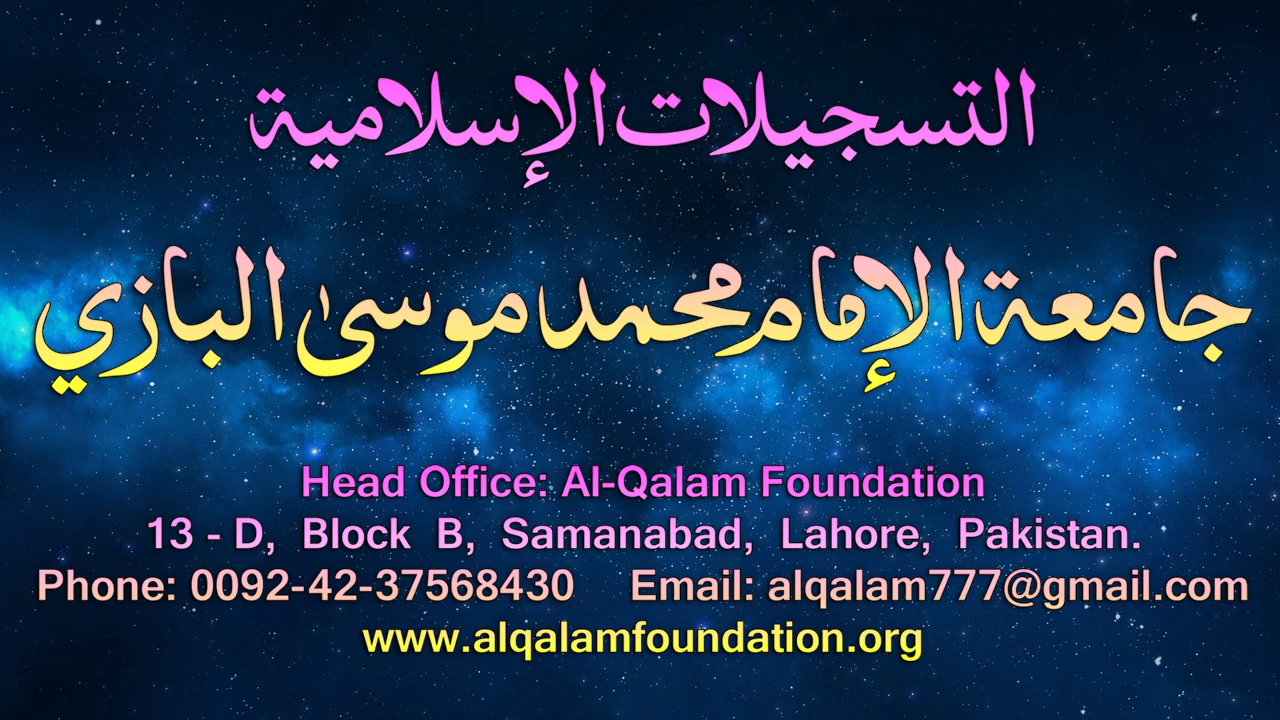 التسجيلات الإسلامية
جامعة الإمام محمد موسىٰ البازي
Head Office: Al-Qalam Foundation
13 - D, Block B, Samanabad, Lahore, Pakistan.
Phone: 0092-42-37568430 Email: alqalam777@gmail.com
www.alqalamfoundation.org